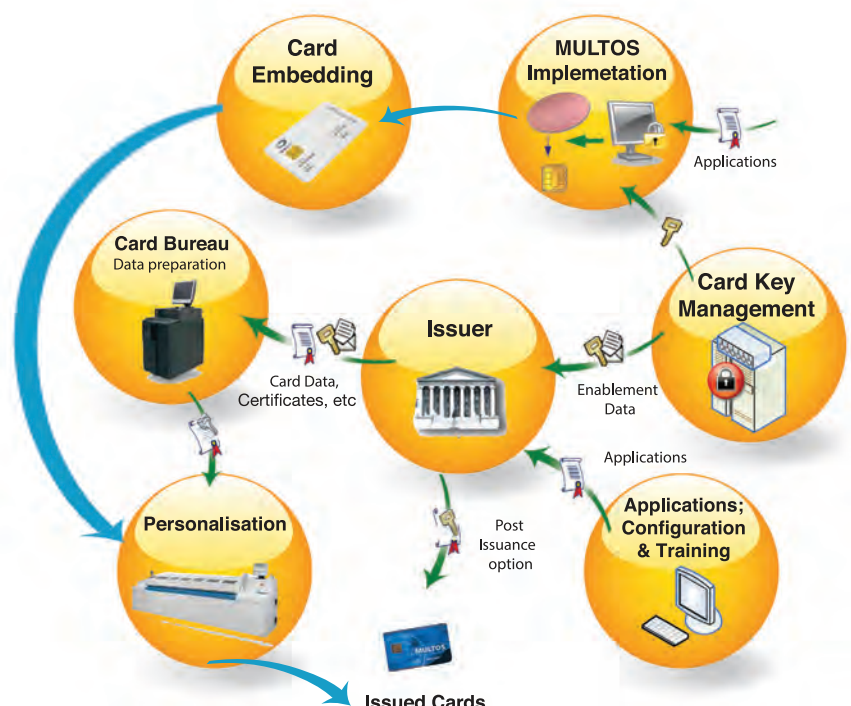 Card
Embedding
MULTOS
Implemetation
Applications
Card Bureau
Data preparation
Card Key
Management
Issuer
Card Data,
Certificates, etc
Enablement
Data
Applications
Personalisation
Post
Issuance
option
Applications;
Configuration
& Training
MULTOS
Issued Cards